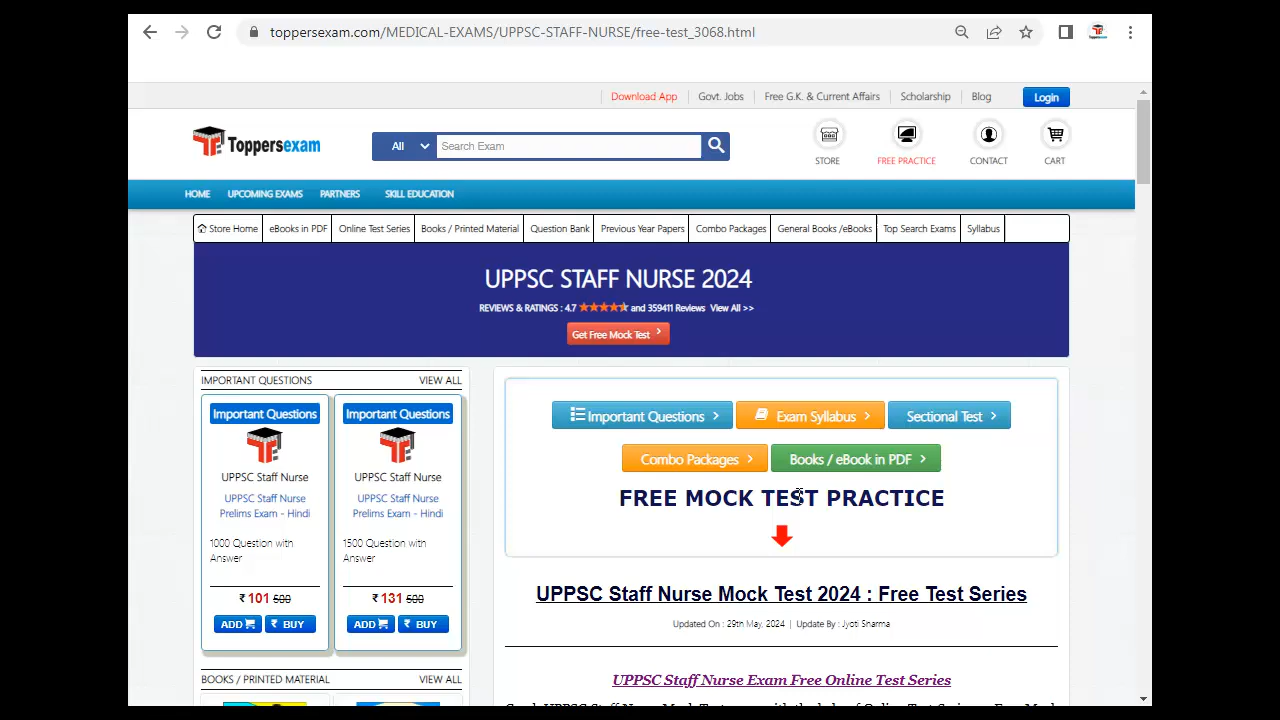 toppersexam.com/MEDICAL-EXAMS/UPPSC-STAFF-NURSE/free-test_3068.html
Download App
Govt. Jobs
Free G.K. & Current Affairs
Scholarship
Blog
Login
Toppersexam
All
Search Exam
STORE
FREE PRACTICE
CONTACT
CART
HOME
UPCOMING EXAMS
PARTNERS
SKILL EDUCATION
Store Home
eBooks in PDF
Online Test Series
Books / Printed Material
Question Bank
Previous Year Papers
Combo Packages
General Books /eBooks
Top Search Exams
Syllabus
UPPSC STAFF NURSE 2024
REVIEWS & RATINGS : 4.7 ★★★★★ and 359411 Reviews View All >>
Get Free Mock Test >
IMPORTANT QUESTIONS
VIEW ALL
Important Questions
UPPSC Staff Nurse
UPPSC Staff Nurse
Prelims Exam - Hindi
1000 Question with
Answer
₹ 101 500
ADD
₹ BUY
Important Questions
UPPSC Staff Nurse
UPPSC Staff Nurse
Prelims Exam - Hindi
1500 Question with
Answer
₹ 131 500
ADD
₹ BUY
BOOKS / PRINTED MATERIAL
VIEW ALL
Important Questions >
Exam Syllabus >
Sectional Test >
Combo Packages >
Books / eBook in PDF >
FREE MOCK TEST PRACTICE
UPPSC Staff Nurse Mock Test 2024 : Free Test Series
Updated On : 29th May, 2024 | Update By : Jyoti Sharma
UPPSC Staff Nurse Exam Free Online Test Series